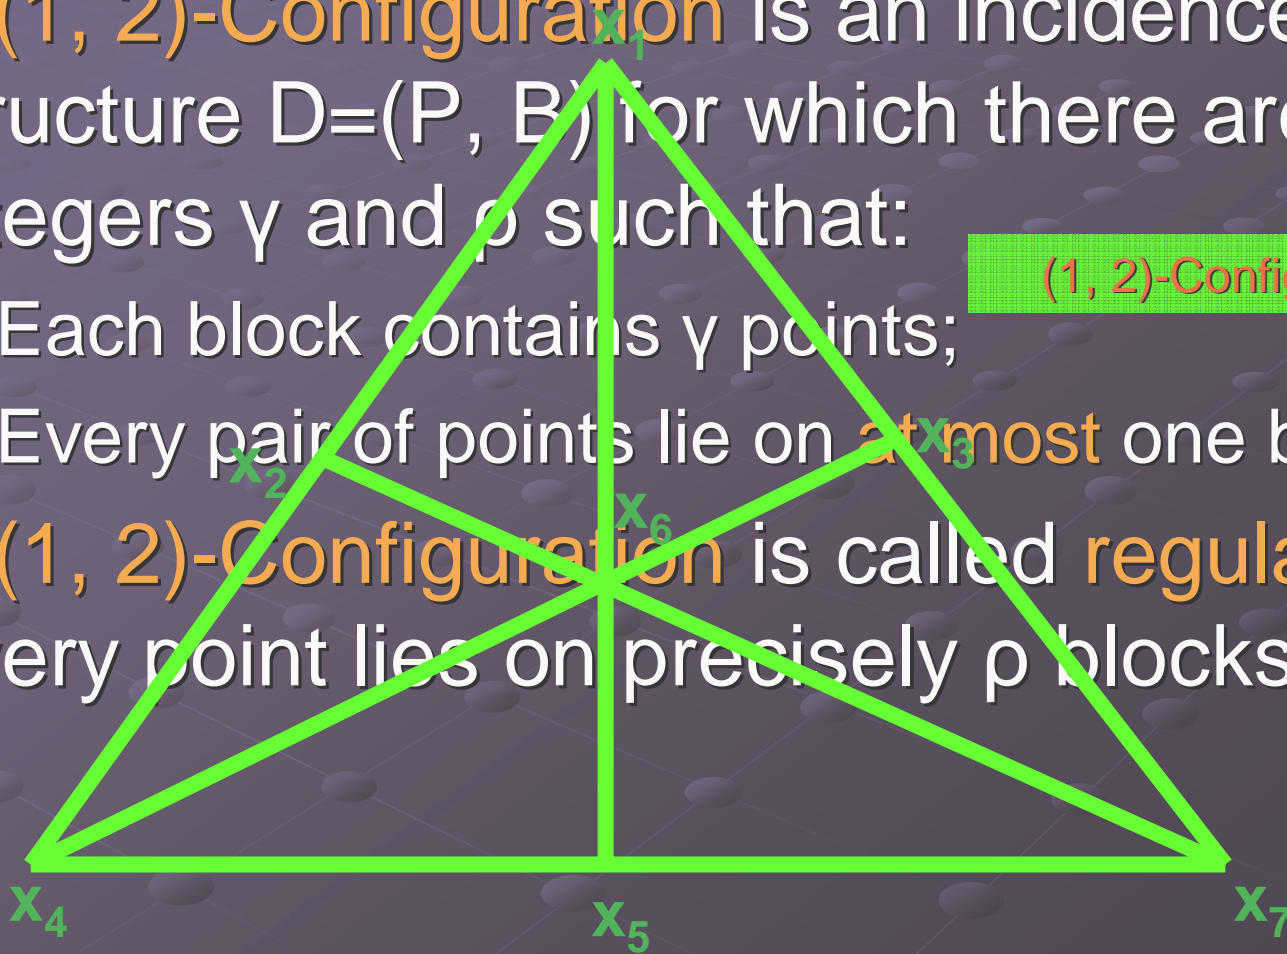 (1, 2)-Configuration is an incidence
ructure D=(P, B) for which there are
tegers γ and ρ such that:
(1, 2)-Confi
Each block contains γ points;
Every pair of points lie on at most one b
(1, 2)-Configuration is called regula
very point lies on precisely ρ blocks
x1
x2
x3
x6
x4
x5
x7